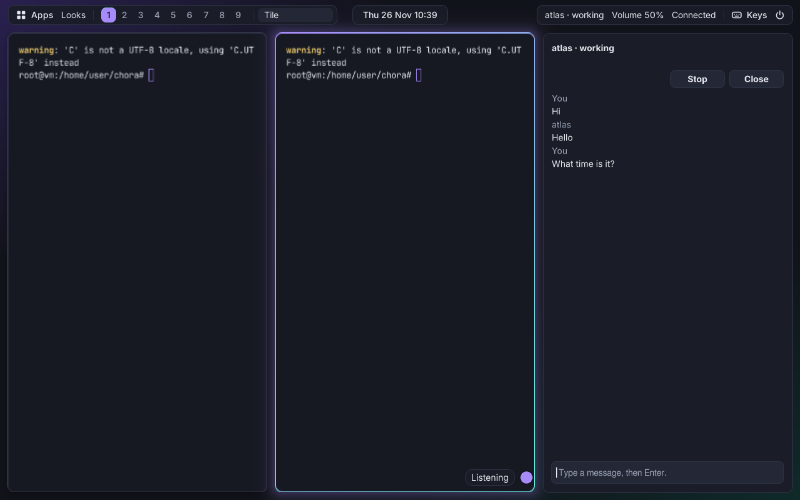 Apps Looks 1 2 3 4 5 6 7 8 9 Tile
Thu 26 Nov 10:39
atlas · working Volume 50% Connected Keys
warning: 'C' is not a UTF-8 locale, using 'C.UT
F-8' instead
root@vm:/home/user/chora#
warning: 'C' is not a UTF-8 locale, using 'C.UT
F-8' instead
root@vm:/home/user/chora#
Listening
atlas · working
Stop Close
You
Hi
atlas
Hello
You
What time is it?
Type a message, then Enter.